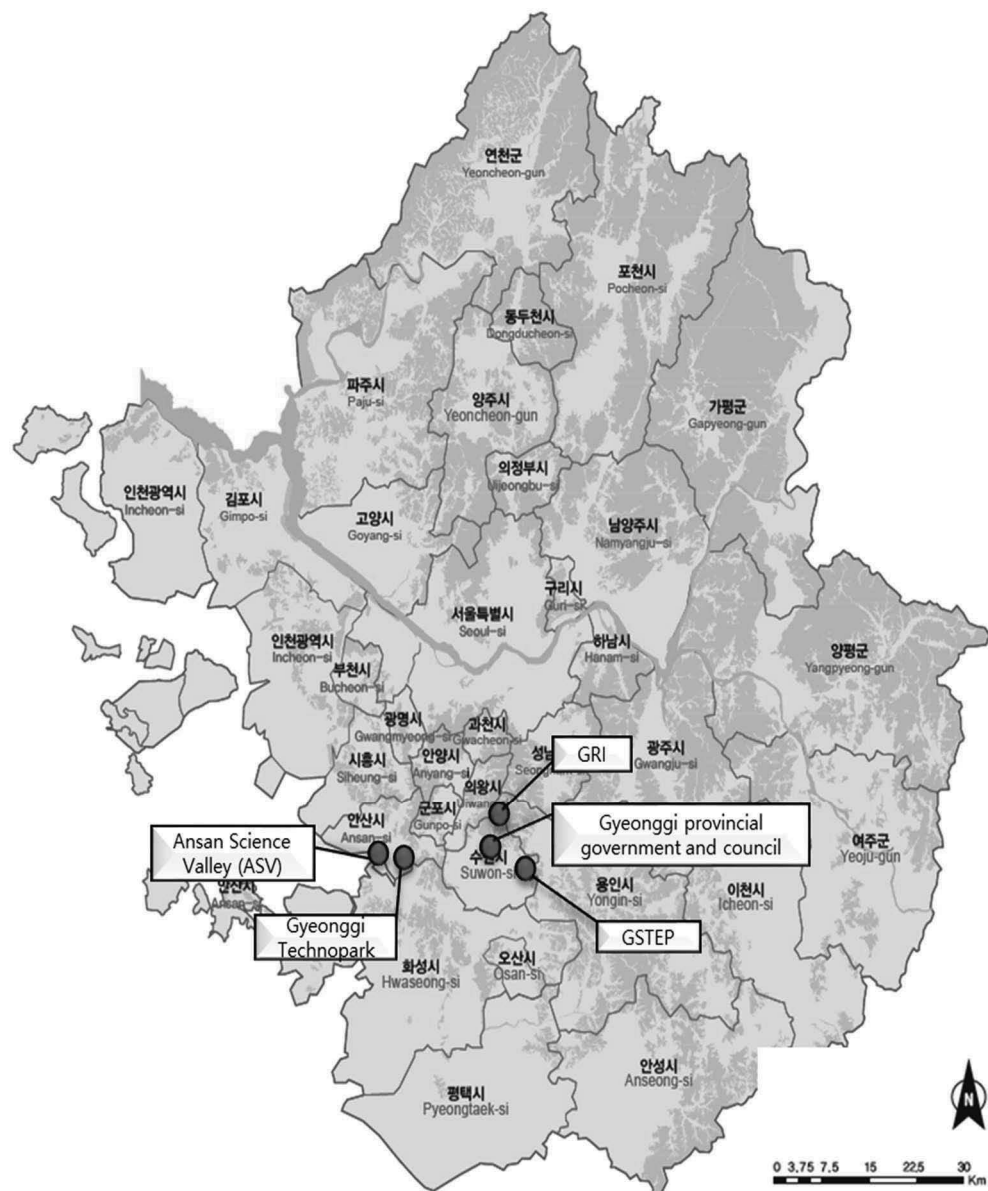 연천군
Yeoncheon-gun
포천시
Pocheon-si
동두천시
Dongducheon-si
파주시
Paju-si
양주시
Yeoncheon-gun
가평군
Gapyeong-gun
의정부시
Uijeongbu-si
인천광역시
Incheon-si
김포시
Gimpo-si
고양시
Goyang-si
남양주시
Namyangju-si
구리시
Guri-si
서울특별시
Seoul-si
인천광역시
Incheon-si
하남시
Hanam-si
양평군
Yangpyeong-gun
부천시
Bucheon-si
광명시
Gwangmyeong-si
과천시
Gwacheon-si
시흥시
Siheung-si
안양시
Anyang-si
광주시
Gwangju-si
GRI
의왕시
군포시
Gunpo-si
안산시
Ansan-si
Gyeonggi provincial
government and council
Ansan Science
Valley (ASV)
Suwon-si
여주군
Yeoju-gun
용인시
Yongin-si
이천시
Icheon-si
안산시
Ansan-si
Gyeonggi
Technopark
GSTEP
화성시
Hwaseong-si
오산시
Osan-si
안성시
Anseong-si
평택시
Pyeongtaek-si
N
0 3.75 7.5 15 22.5 30
Km